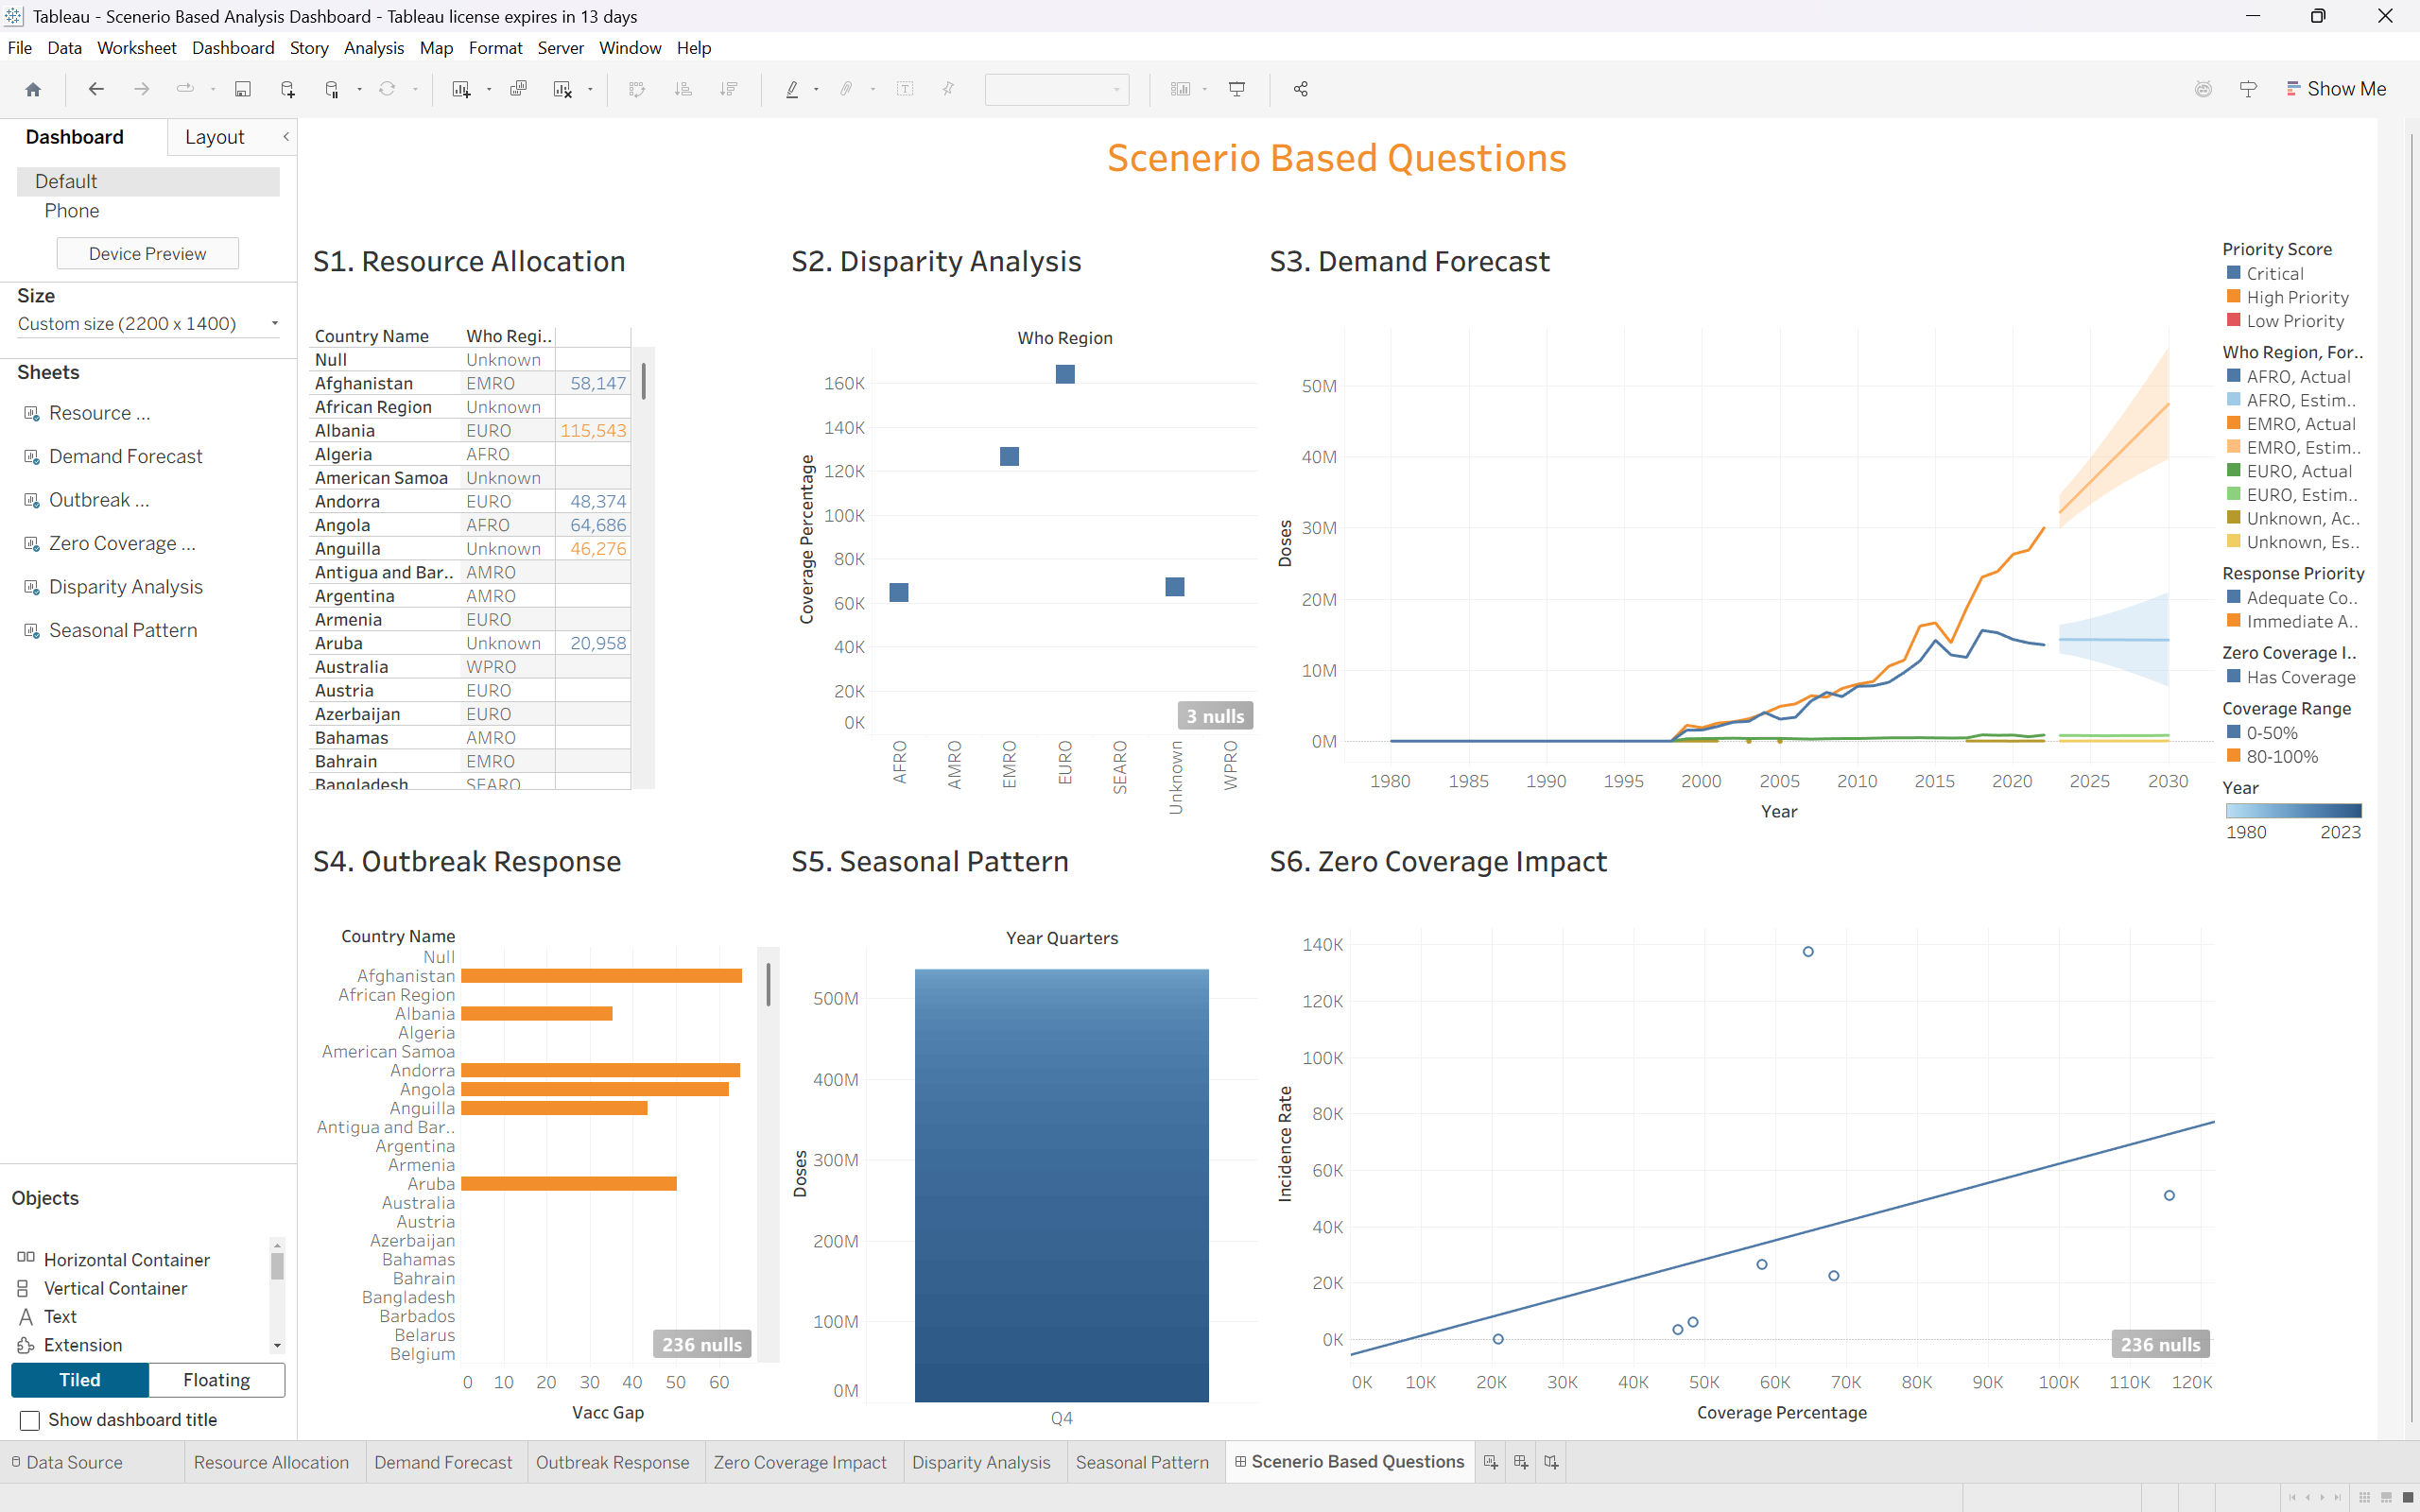 Tableau - Scenerio Based Analysis Dashboard - Tableau license expires in 13 days
File Data Worksheet Dashboard Story Analysis Map Format Server Window Help
Show Me
Dashboard Layout
Default
Phone
Device Preview
Size
Custom size (2200 x 1400)
Sheets
Resource ...
Demand Forecast
Outbreak ...
Zero Coverage ...
Disparity Analysis
Seasonal Pattern
Objects
Horizontal Container
Vertical Container
Text
Extension
Tiled Floating
Show dashboard title
Scenerio Based Questions
S1. Resource Allocation
Country Name Who Regi..
Null Unknown
Afghanistan EMRO 58,147
African Region Unknown
Albania EURO 115,543
Algeria AFRO
American Samoa Unknown
Andorra EURO 48,374
Angola AFRO 64,686
Anguilla Unknown 46,276
Antigua and Bar.. AMRO
Argentina AMRO
Armenia EURO
Aruba Unknown 20,958
Australia WPRO
Austria EURO
Azerbaijan EURO
Bahamas AMRO
Bahrain EMRO
Bangladesh SEARO
S2. Disparity Analysis
Who Region
Coverage Percentage
160K
140K
120K
100K
80K
60K
40K
20K
0K
3 nulls
AFRO AMRO EMRO EURO SEARO Unknown WPRO
S3. Demand Forecast
Doses
50M
40M
30M
20M
10M
0M
1980 1985 1990 1995 2000 2005 2010 2015 2020 2025 2030
Year
Priority Score
Critical
High Priority
Low Priority
Who Region, For..
AFRO, Actual
AFRO, Estim..
EMRO, Actual
EMRO, Estim..
EURO, Actual
EURO, Estim..
Unknown, Ac..
Unknown, Es..
Response Priority
Adequate Co..
Immediate A..
Zero Coverage I..
Has Coverage
Coverage Range
0-50%
80-100%
Year
1980 2023
S4. Outbreak Response
Country Name
Null
Afghanistan
African Region
Albania
Algeria
American Samoa
Andorra
Angola
Anguilla
Antigua and Bar..
Argentina
Armenia
Aruba
Australia
Austria
Azerbaijan
Bahamas
Bahrain
Bangladesh
Barbados
Belarus
Belgium
236 nulls
0 10 20 30 40 50 60
Vacc Gap
S5. Seasonal Pattern
Year Quarters
Doses
500M
400M
300M
200M
100M
0M
Q4
S6. Zero Coverage Impact
Incidence Rate
140K
120K
100K
80K
60K
40K
20K
0K
236 nulls
0K 10K 20K 30K 40K 50K 60K 70K 80K 90K 100K 110K 120K
Coverage Percentage
Data Source Resource Allocation Demand Forecast Outbreak Response Zero Coverage Impact Disparity Analysis Seasonal Pattern Scenerio Based Questions